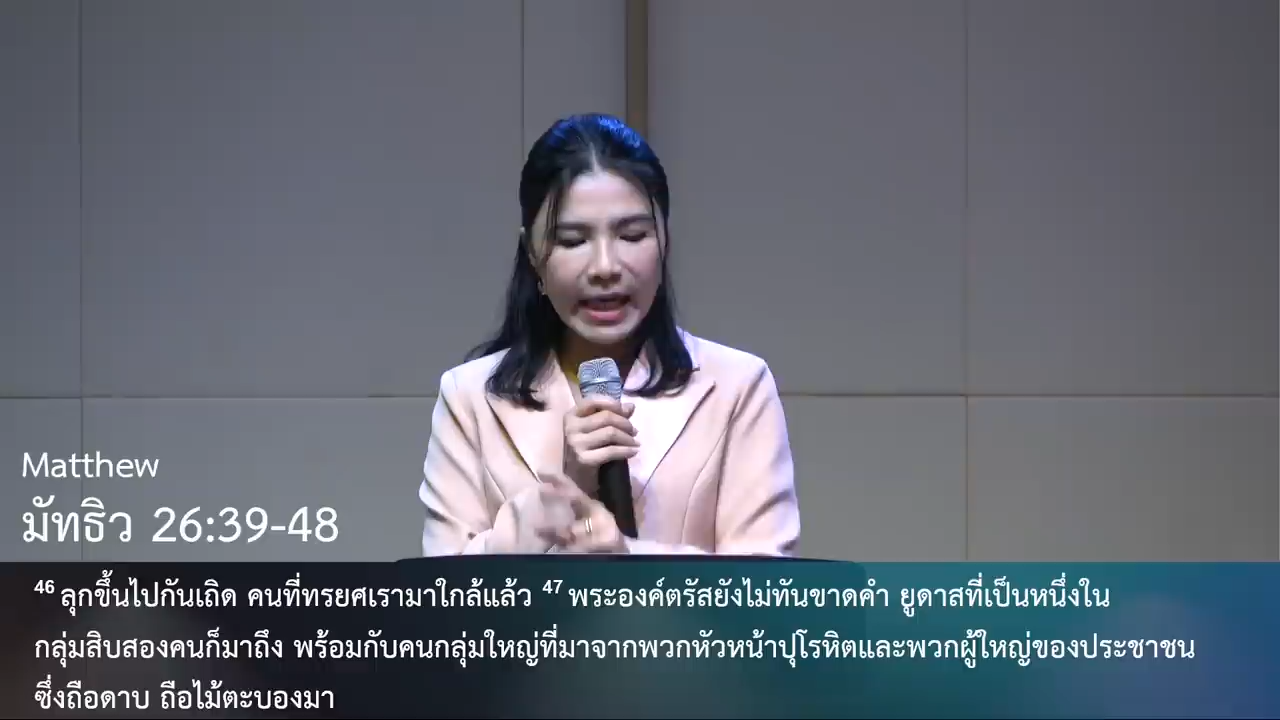 Matthew
มัทธิว 26:39-48
46 ลุกขึ้นไปกันเถิด คนที่ทรยศเรามาใกล้แล้ว 47 พระองค์ตรัสยังไม่ทันขาดคำ ยูดาสที่เป็นหนึ่งใน
กลุ่มสิบสองคนก็มาถึง พร้อมกับคนกลุ่มใหญ่ที่มาจากพวกหัวหน้าปุโรหิตและพวกผู้ใหญ่ของประชาชน
ซึ่งถือดาบ ถือไม้ตะบองมา